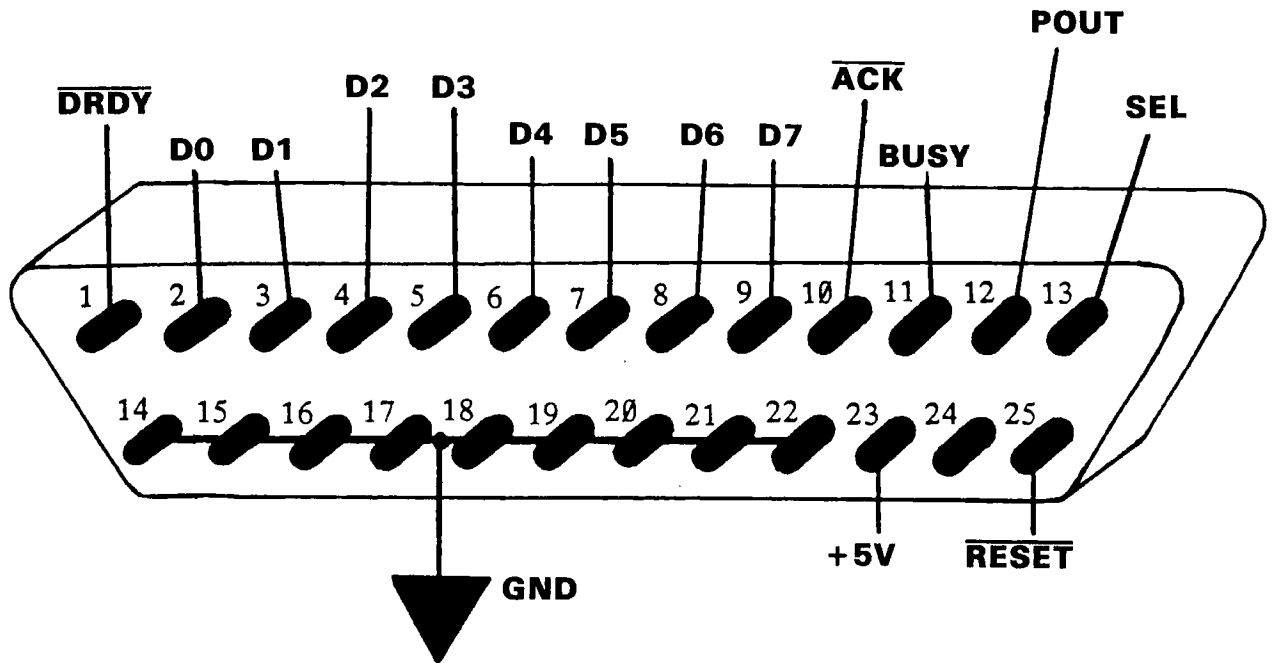 POUT
DRDY D2 D3 ACK SEL
D0 D1 D4 D5 D6 D7 BUSY
1 2 3 4 5 6 7 8 9 10 11 12 13
14 15 16 17 18 19 20 21 22 23 24 25
+5V RESET
GND